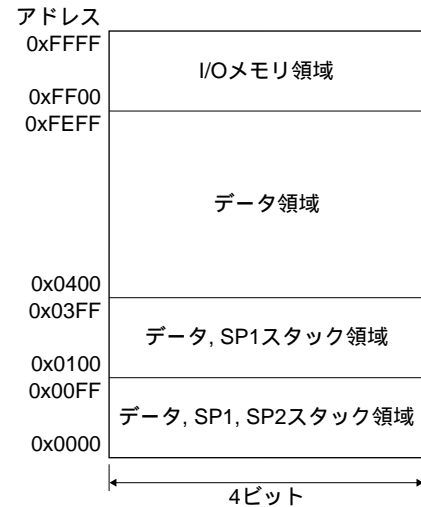 アドレス
0xFFFF
I/Oメモリ領域
0xFF00
0xFEFF
データ領域
0x0400
0x03FF
データ, SP1スタック領域
0x0100
0x00FF
データ, SP1, SP2スタック領域
0x0000
4ビット